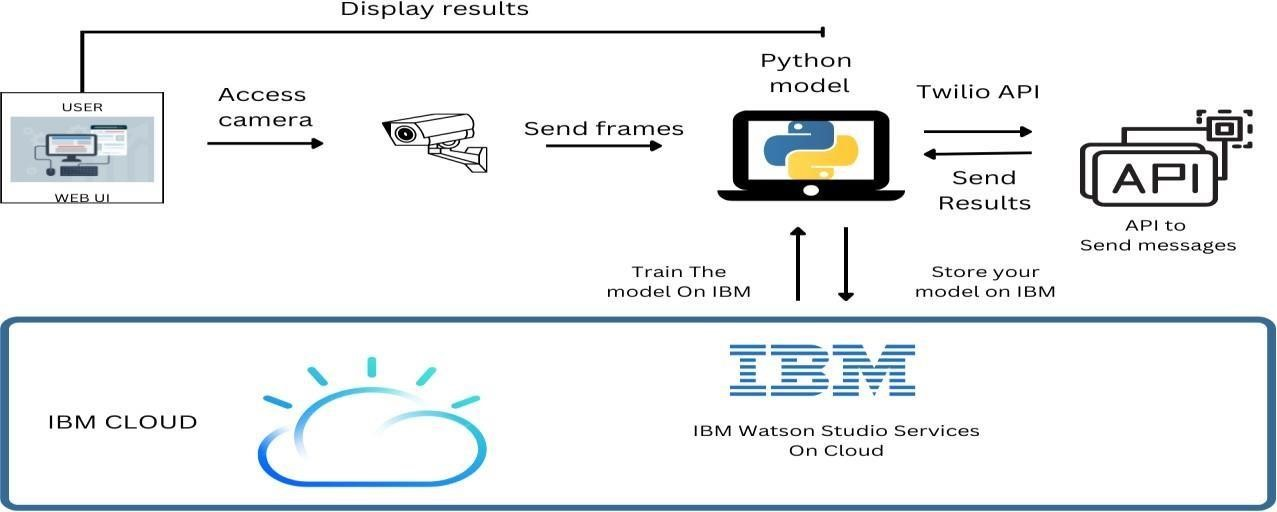 Display results
USER
WEB UI
Access
camera
Send frames
Python
model
Twilio API
Send
Results
API
API to
Send messages
Train The
model On IBM
Store your
model on IBM
IBM CLOUD
IBM
IBM Watson Studio Services
On Cloud